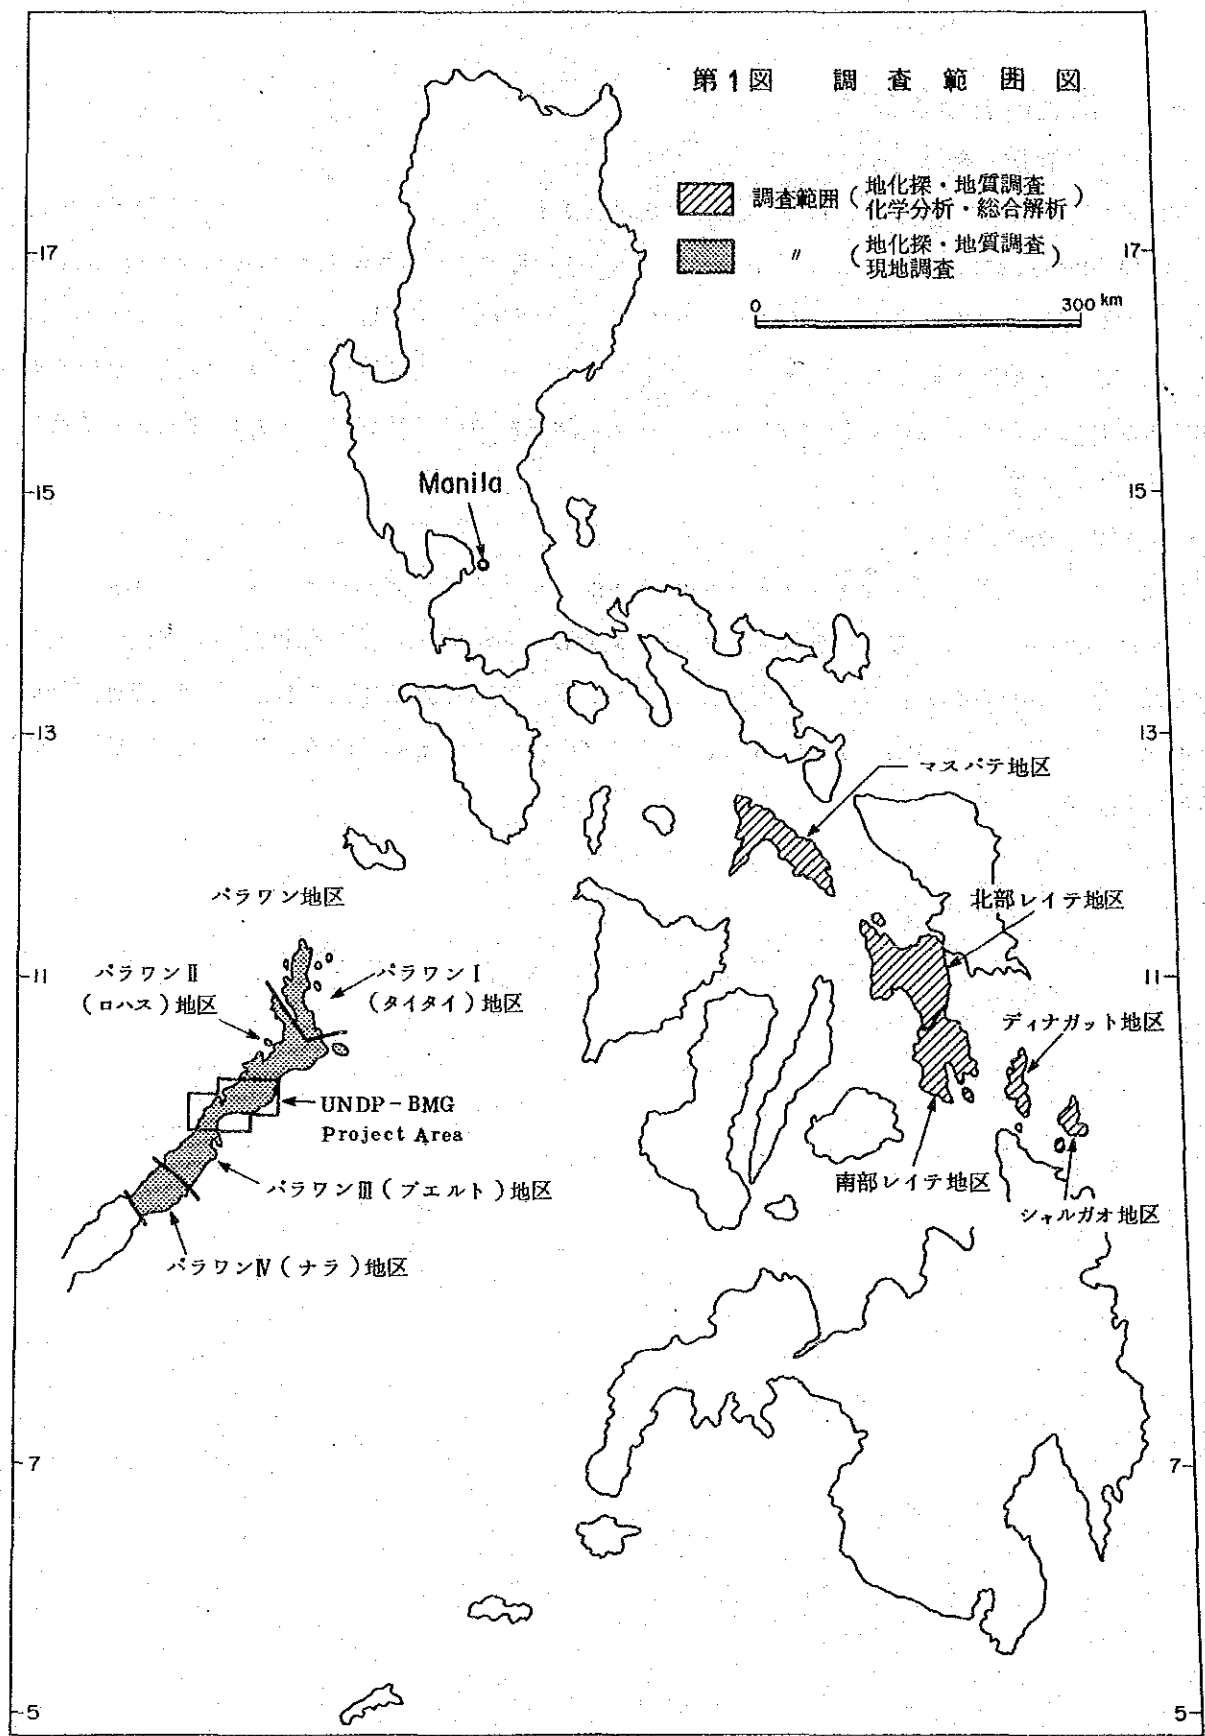 第1図 調査範囲図
調査範囲 ( 地化探・地質調査
化学分析・総合解析 )
〃 ( 地化探・地質調査
現地調査 )
0 300 km
17 17
15 15
Manila
13 13
マスバテ地区
パラワン地区
北部レイテ地区
11 11
パラワンⅡ
(ロハス)地区
パラワンⅠ
(タイタイ)地区
ディナガット地区
UNDP-BMG
Project Area
パラワンⅢ(プエルト)地区
南部レイテ地区
シャルガオ地区
パラワンⅣ(ナラ)地区
7 7
5 5